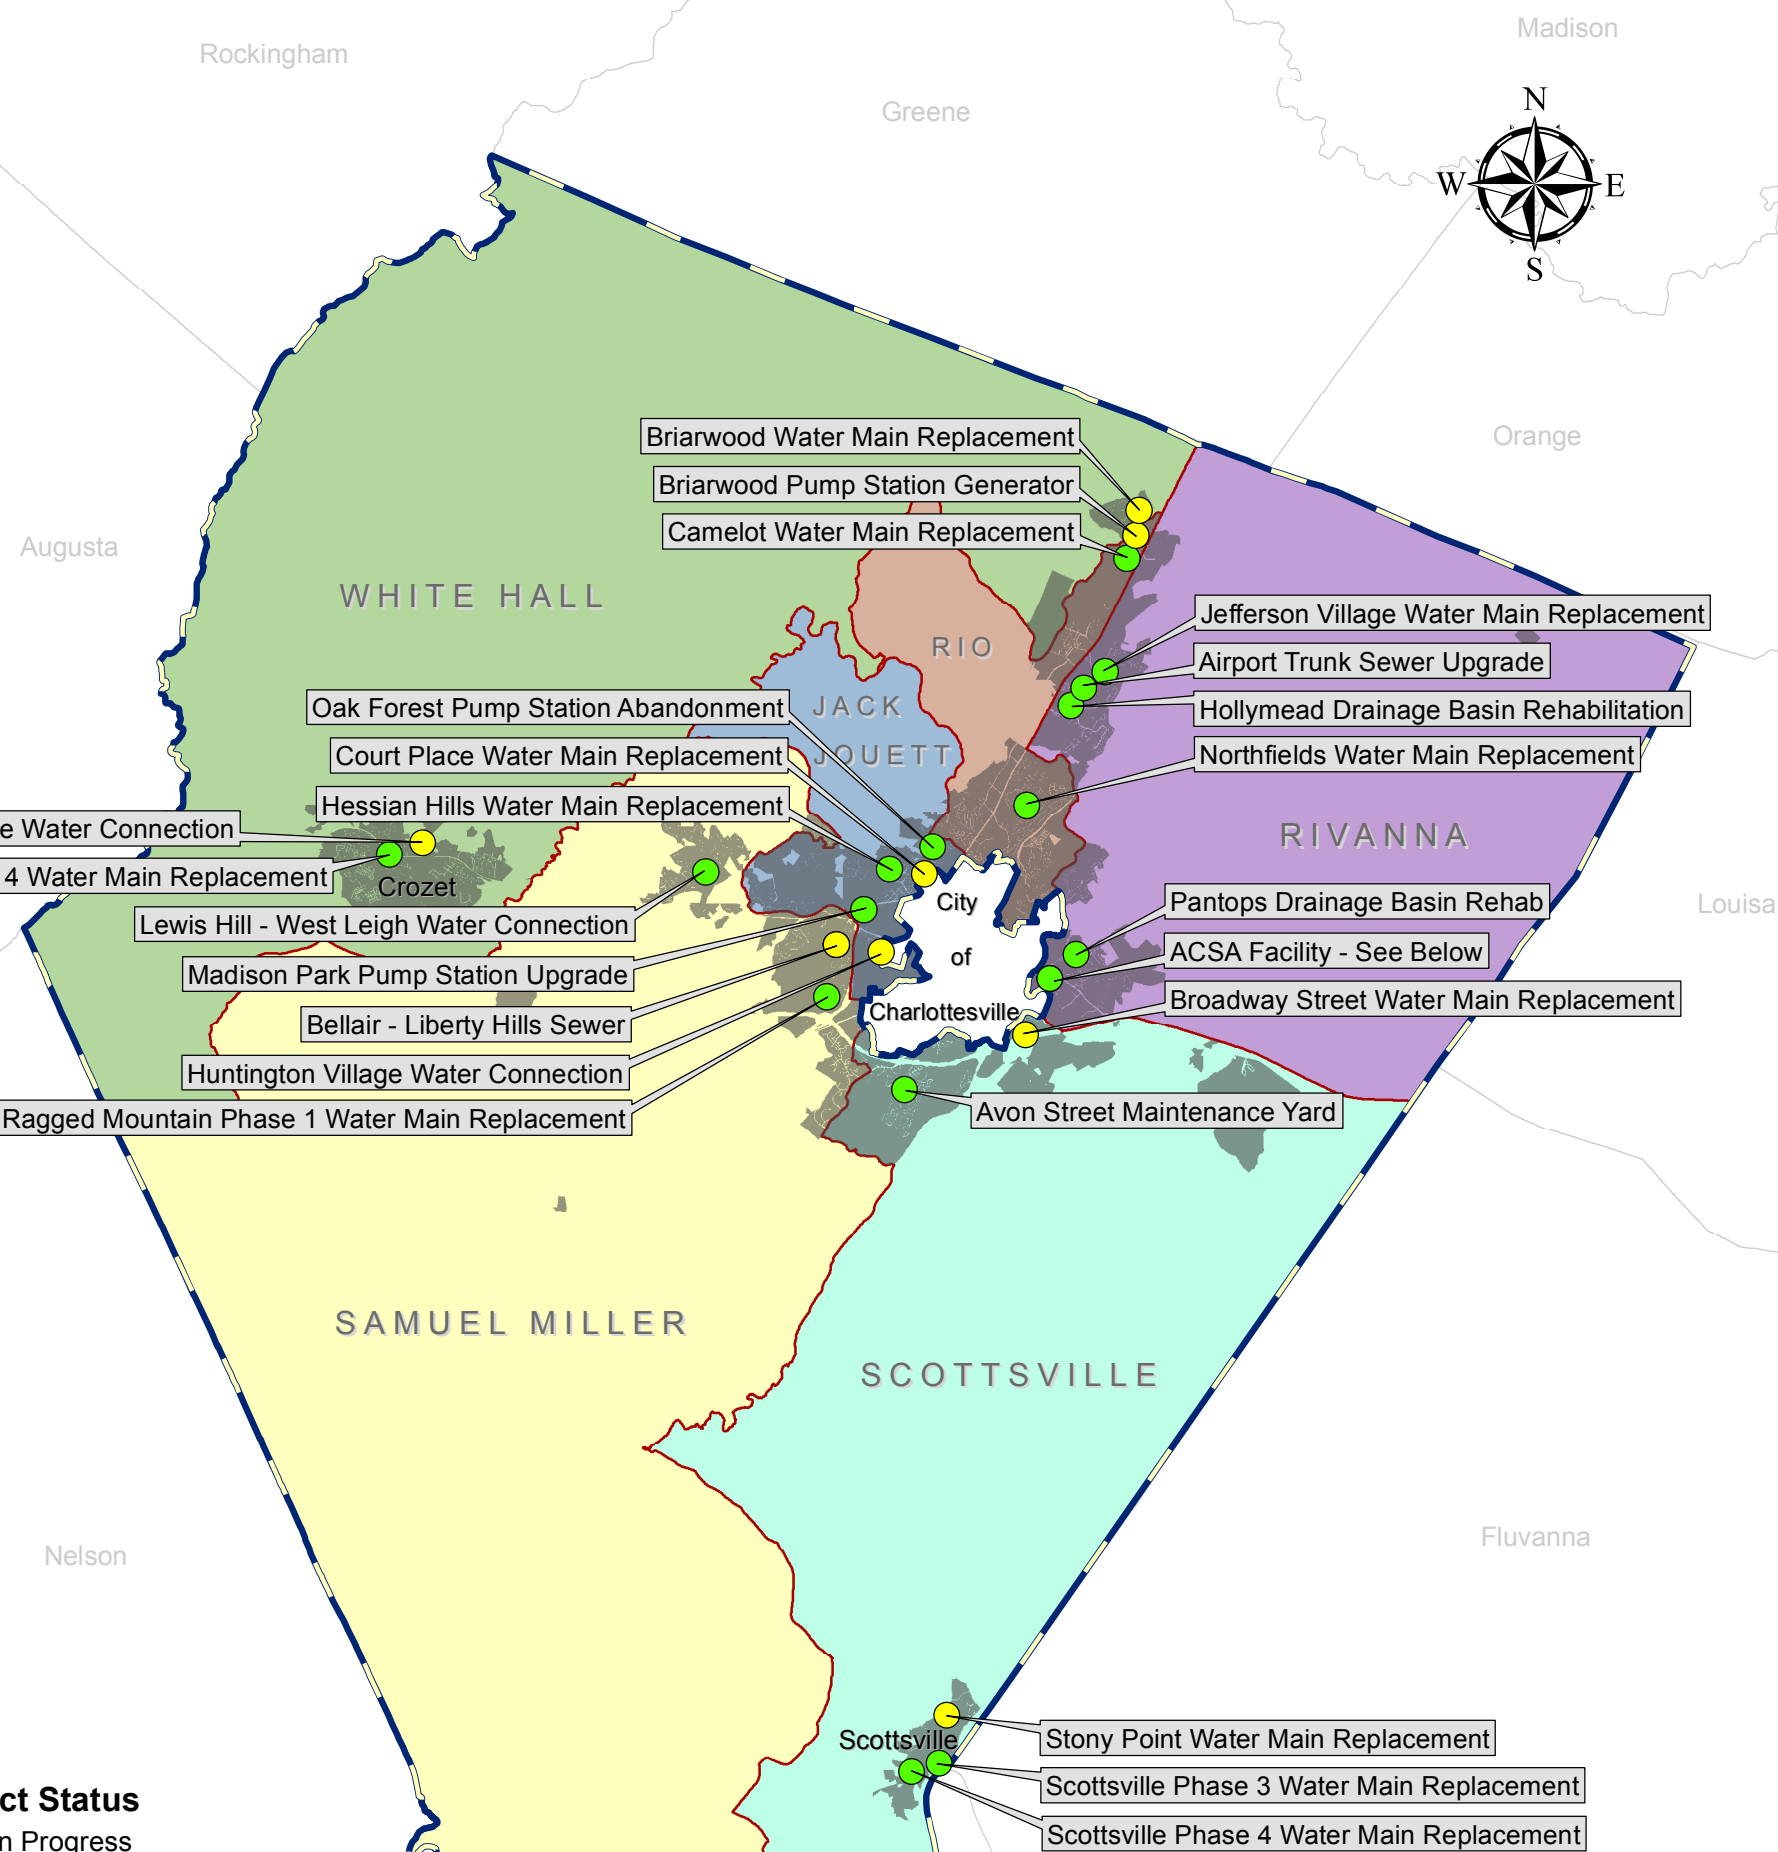 Rockingham
Madison
Greene
N
W
E
S
Orange
Augusta
Briarwood Water Main Replacement
Briarwood Pump Station Generator
Camelot Water Main Replacement
WHITE HALL
RIO
Jefferson Village Water Main Replacement
Airport Trunk Sewer Upgrade
Hollymead Drainage Basin Rehabilitation
Northfields Water Main Replacement
Oak Forest Pump Station Abandonment
JACK
JOUETT
Court Place Water Main Replacement
Hessian Hills Water Main Replacement
e Water Connection
4 Water Main Replacement
Crozet
RIVANNA
Lewis Hill - West Leigh Water Connection
Madison Park Pump Station Upgrade
Bellair - Liberty Hills Sewer
Huntington Village Water Connection
Ragged Mountain Phase 1 Water Main Replacement
City
of
Charlottesville
Pantops Drainage Basin Rehab
ACSA Facility - See Below
Broadway Street Water Main Replacement
Louisa
Avon Street Maintenance Yard
SAMUEL MILLER
SCOTTSVILLE
Nelson
Fluvanna
Scottsville
Stony Point Water Main Replacement
Scottsville Phase 3 Water Main Replacement
Scottsville Phase 4 Water Main Replacement
ct Status
n Progress